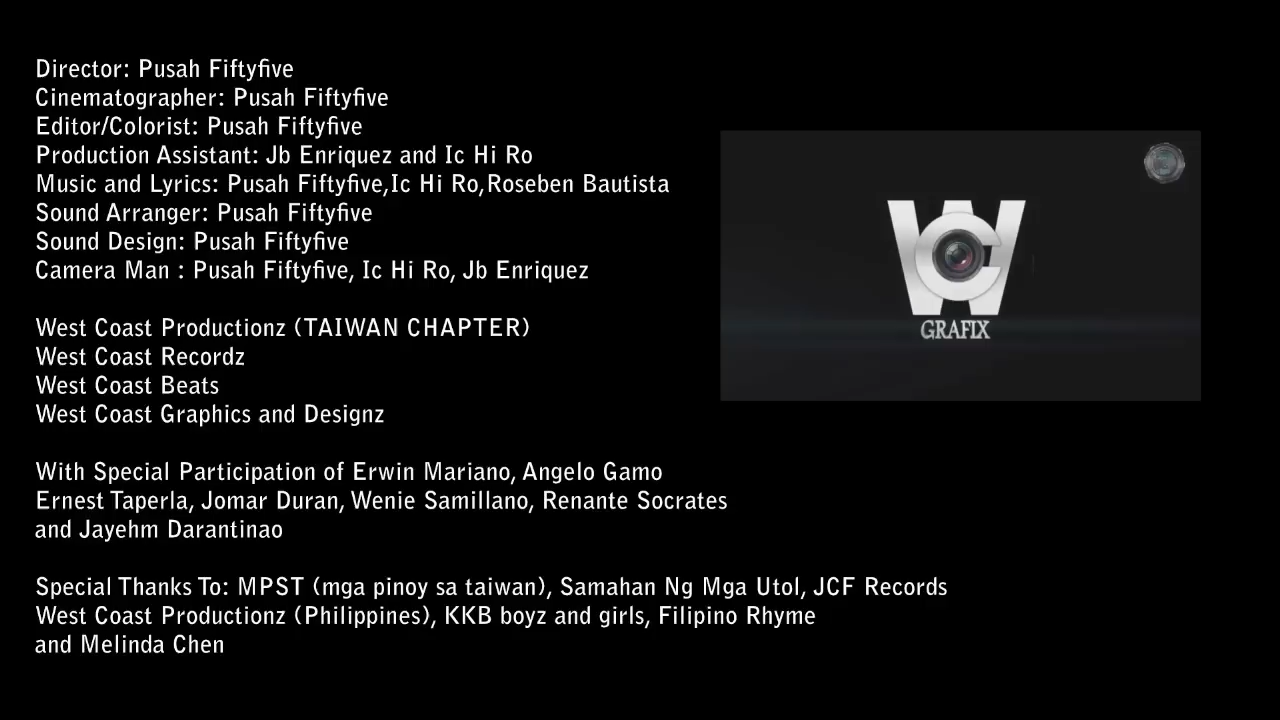 Director: Pusah Fiftyfive
Cinematographer: Pusah Fiftyfive
Editor/Colorist: Pusah Fiftyfive
Production Assistant: Jb Enriquez and Ic Hi Ro
Music and Lyrics: Pusah Fiftyfive,Ic Hi Ro,Roseben Bautista
Sound Arranger: Pusah Fiftyfive
Sound Design: Pusah Fiftyfive
Camera Man : Pusah Fiftyfive, Ic Hi Ro, Jb Enriquez
West Coast Productionz (TAIWAN CHAPTER)
West Coast Recordz
West Coast Beats
West Coast Graphics and Designz
With Special Participation of Erwin Mariano, Angelo Gamo
Ernest Taperla, Jomar Duran, Wenie Samillano, Renante Socrates
and Jayehm Darantinao
Special Thanks To: MPST (mga pinoy sa taiwan), Samahan Ng Mga Utol, JCF Records
West Coast Productionz (Philippines), KKB boyz and girls, Filipino Rhyme
and Melinda Chen
WC
GRAFIX